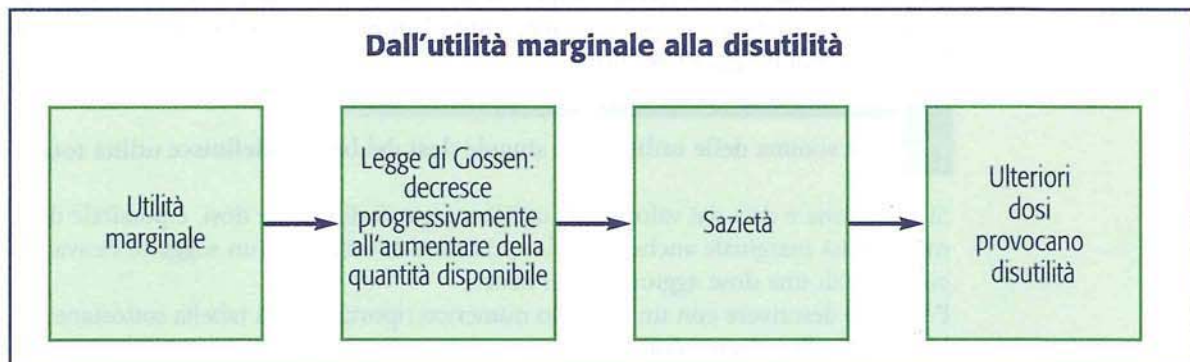 Dall'utilità marginale alla disutilità
Utilità
marginale
Legge di Gossen:
decresce
progressivamente
all'aumentare della
quantità disponibile
Sazietà
Ulteriori
dosi
provocano
disutilità